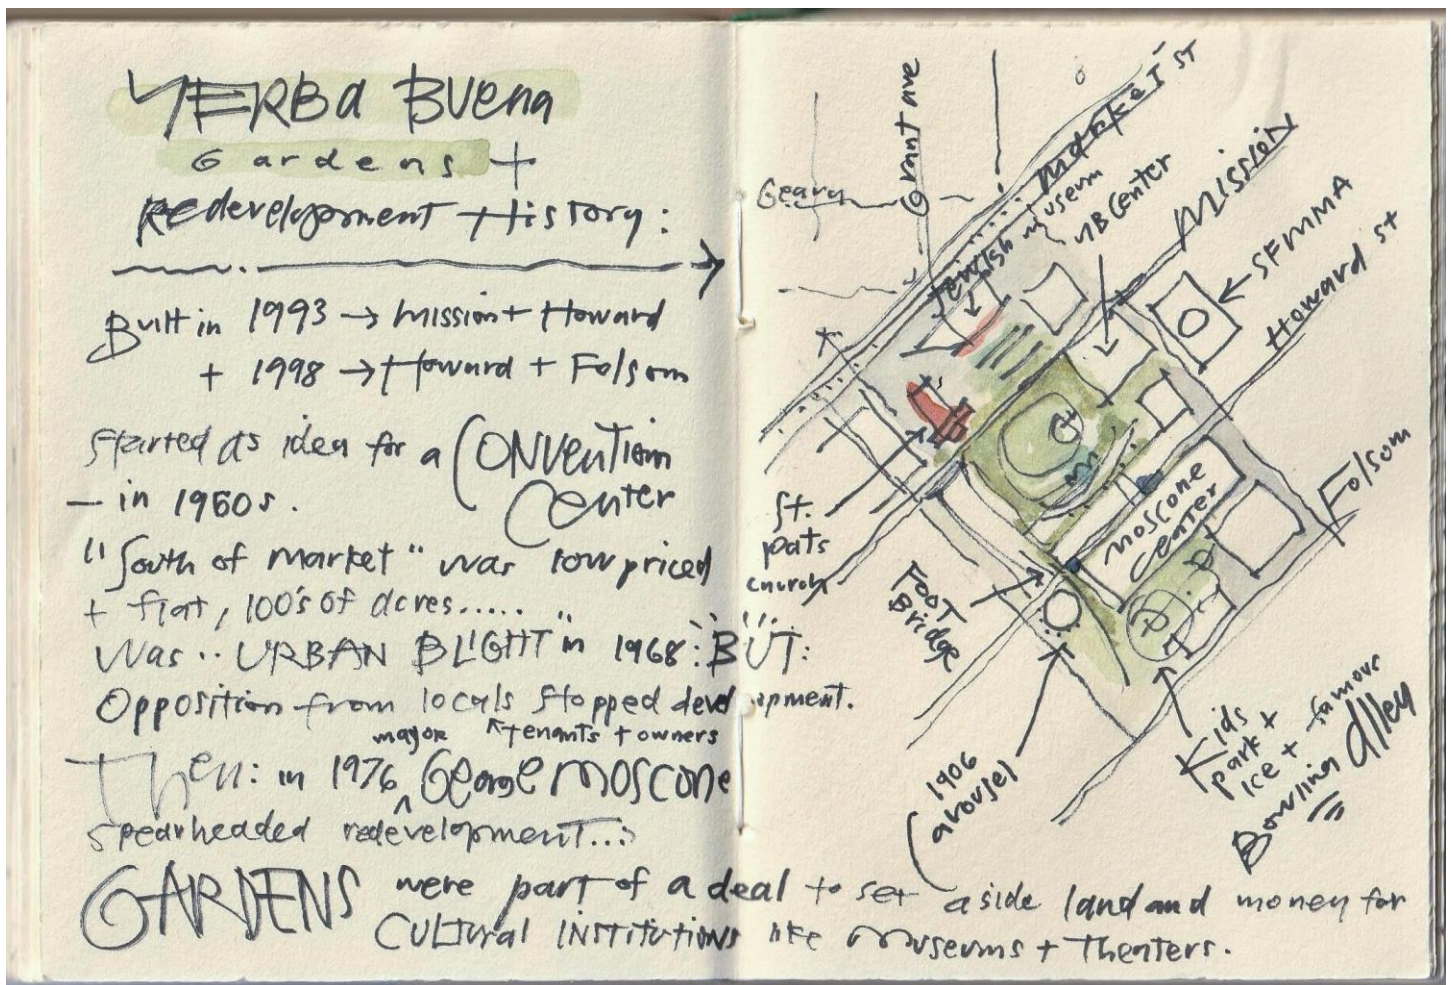 YERBA BUENA
Gardens +
Redevelopment History:
Built in 1993 → Mission + Howard
+ 1998 → Howard + Folsom
Started as idea for a CONVENTION
Center
— in 1960s.
"South of Market" was low priced
+ flat, 100's of acres.....
Was.. URBAN BLIGHT" in 1968: BUT:
Opposition from locals stopped development.
mayor ↖ tenants + owners
Then: in 1976 ^ George MOSCONE
spearheaded redevelopment...:
GARDENS were part of a deal to set aside land and money for
Cultural Institutions like Museums + Theaters.
Grant ave
Market ST
Geary
Jewish museum
YB Center
Mission
SFMMA
Howard st
Folsom
St.
pats
church
Moscone
center
FOOT
Bridge
1906
Carousel
Kids
park +
ice +
Bowling Alley